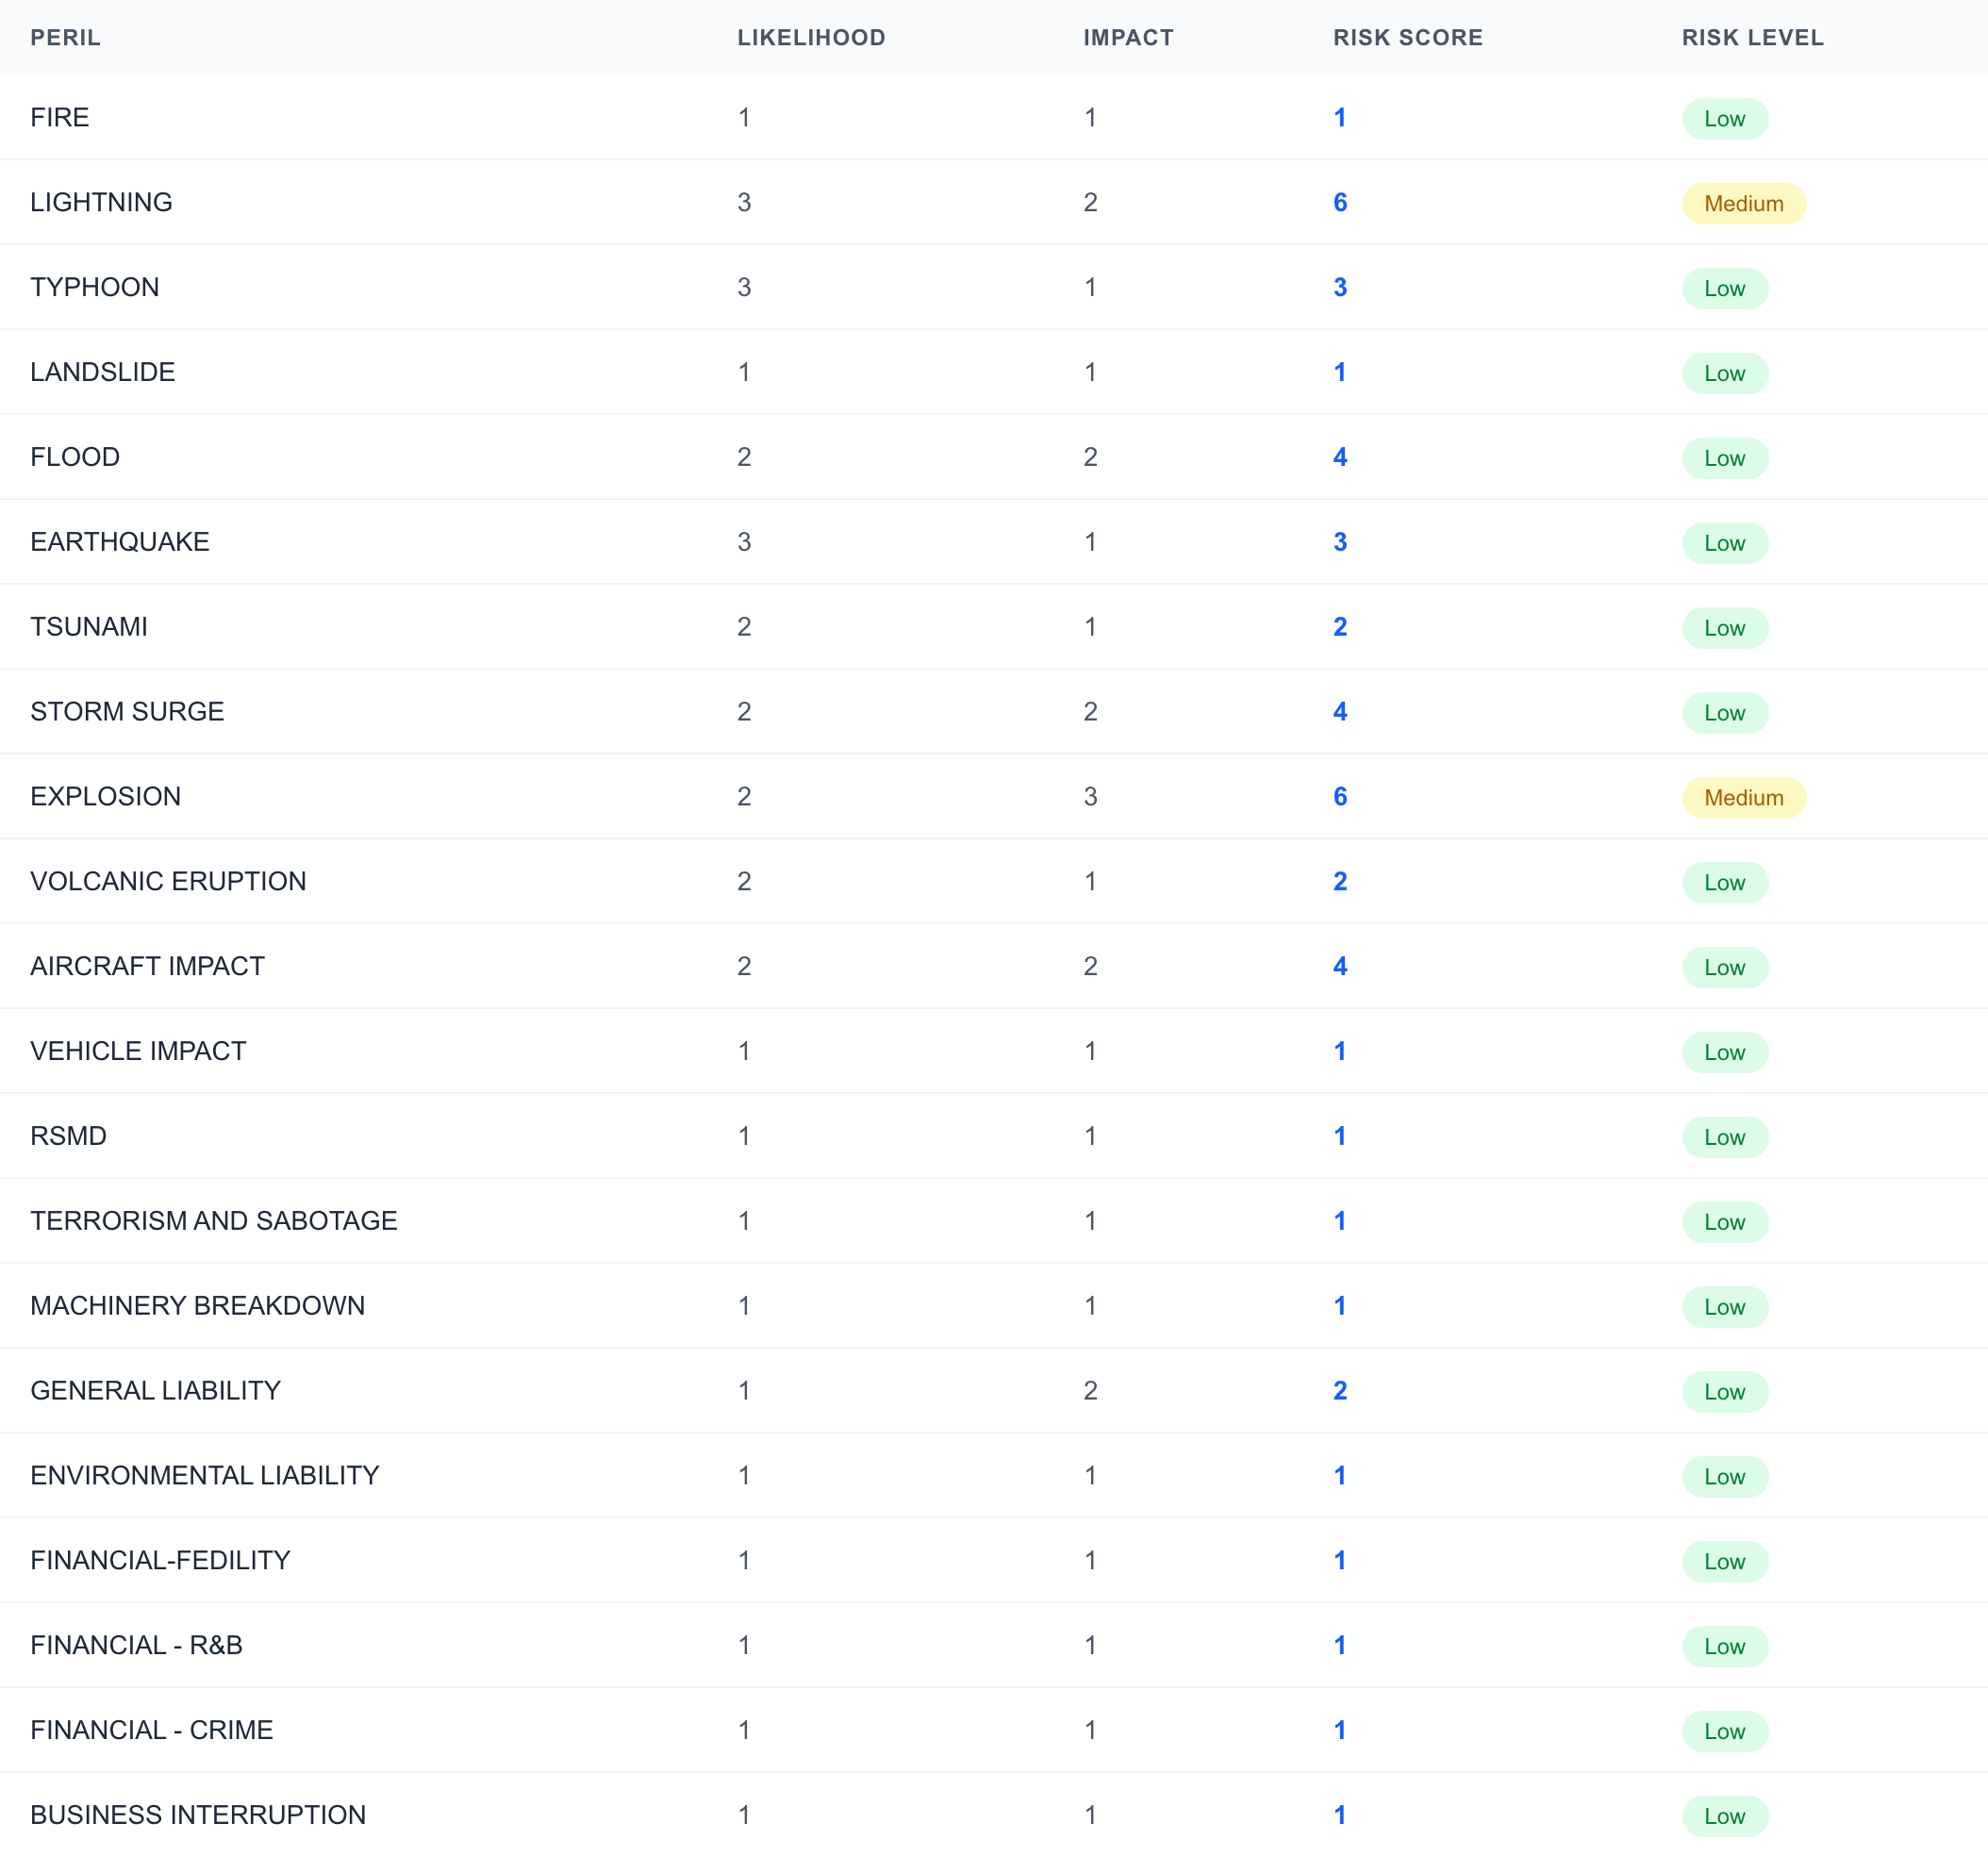 PERIL LIKELIHOOD IMPACT RISK SCORE RISK LEVEL
FIRE 1 1 1 Low
LIGHTNING 3 2 6 Medium
TYPHOON 3 1 3 Low
LANDSLIDE 1 1 1 Low
FLOOD 2 2 4 Low
EARTHQUAKE 3 1 3 Low
TSUNAMI 2 1 2 Low
STORM SURGE 2 2 4 Low
EXPLOSION 2 3 6 Medium
VOLCANIC ERUPTION 2 1 2 Low
AIRCRAFT IMPACT 2 2 4 Low
VEHICLE IMPACT 1 1 1 Low
RSMD 1 1 1 Low
TERRORISM AND SABOTAGE 1 1 1 Low
MACHINERY BREAKDOWN 1 1 1 Low
GENERAL LIABILITY 1 2 2 Low
ENVIRONMENTAL LIABILITY 1 1 1 Low
FINANCIAL-FEDILITY 1 1 1 Low
FINANCIAL - R&B 1 1 1 Low
FINANCIAL - CRIME 1 1 1 Low
BUSINESS INTERRUPTION 1 1 1 Low